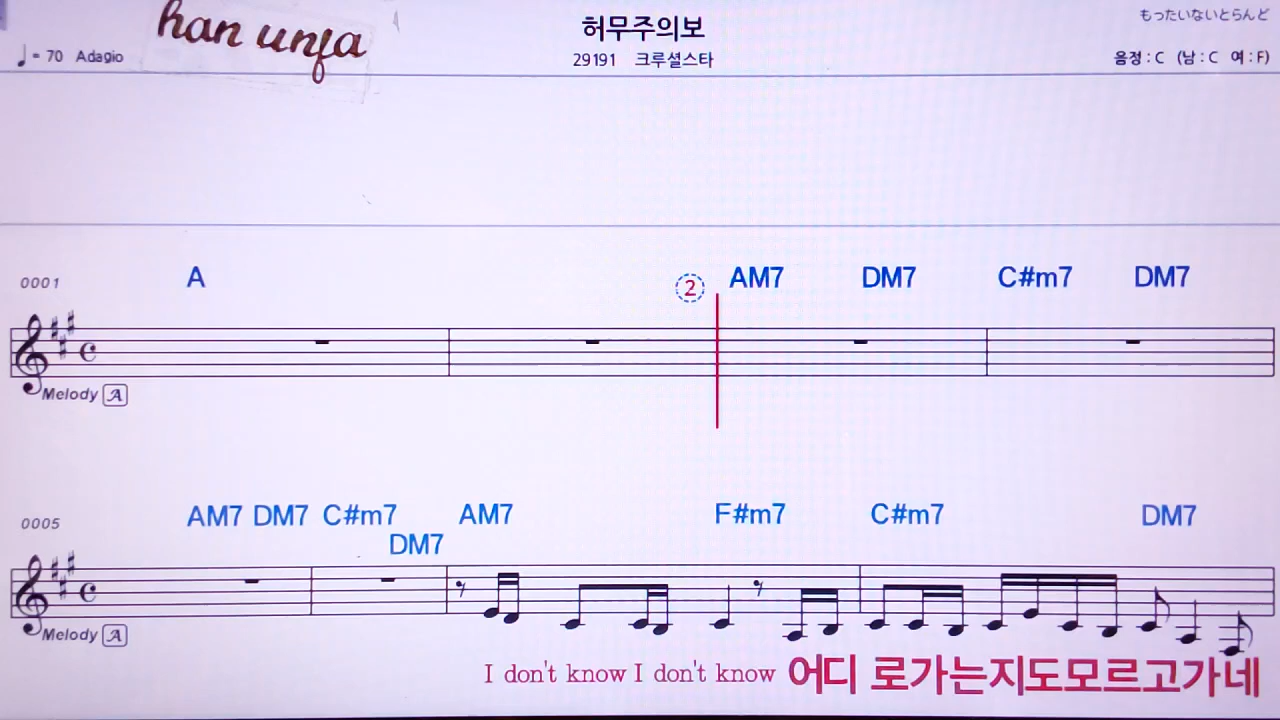 han unja
허무주의보
もったいないとらんど
♩= 70 Adagio
29191 크루셜스타
음정 : C (남 : C 여 : F)
0001 A ② AM7 DM7 C#m7 DM7
Melody A
0005 AM7 DM7 C#m7 AM7 F#m7 C#m7 DM7
DM7
Melody A
I don't know I don't know 어디 로가는지도모르고가네